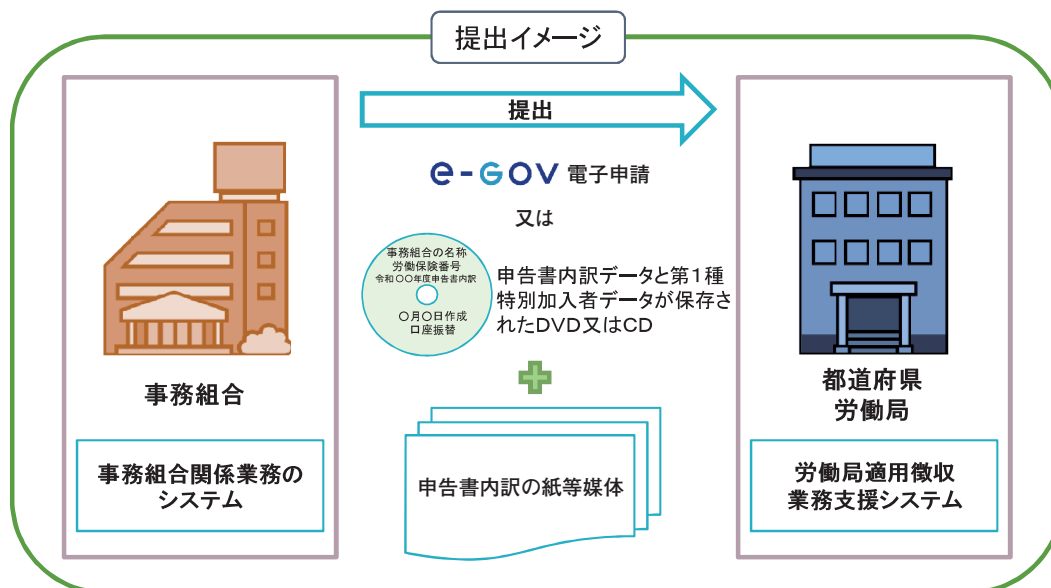 提出イメージ
提出
e-GOV 電子申請
又は
事務組合の名称
労働保険番号
令和〇〇年度申告書内訳
〇月〇日作成
口座振替
申告書内訳データと第1種
特別加入者データが保存さ
れたDVD又はCD
申告書内訳の紙等媒体
事務組合
事務組合関係業務の
システム
都道府県
労働局
労働局適用徴収
業務支援システム